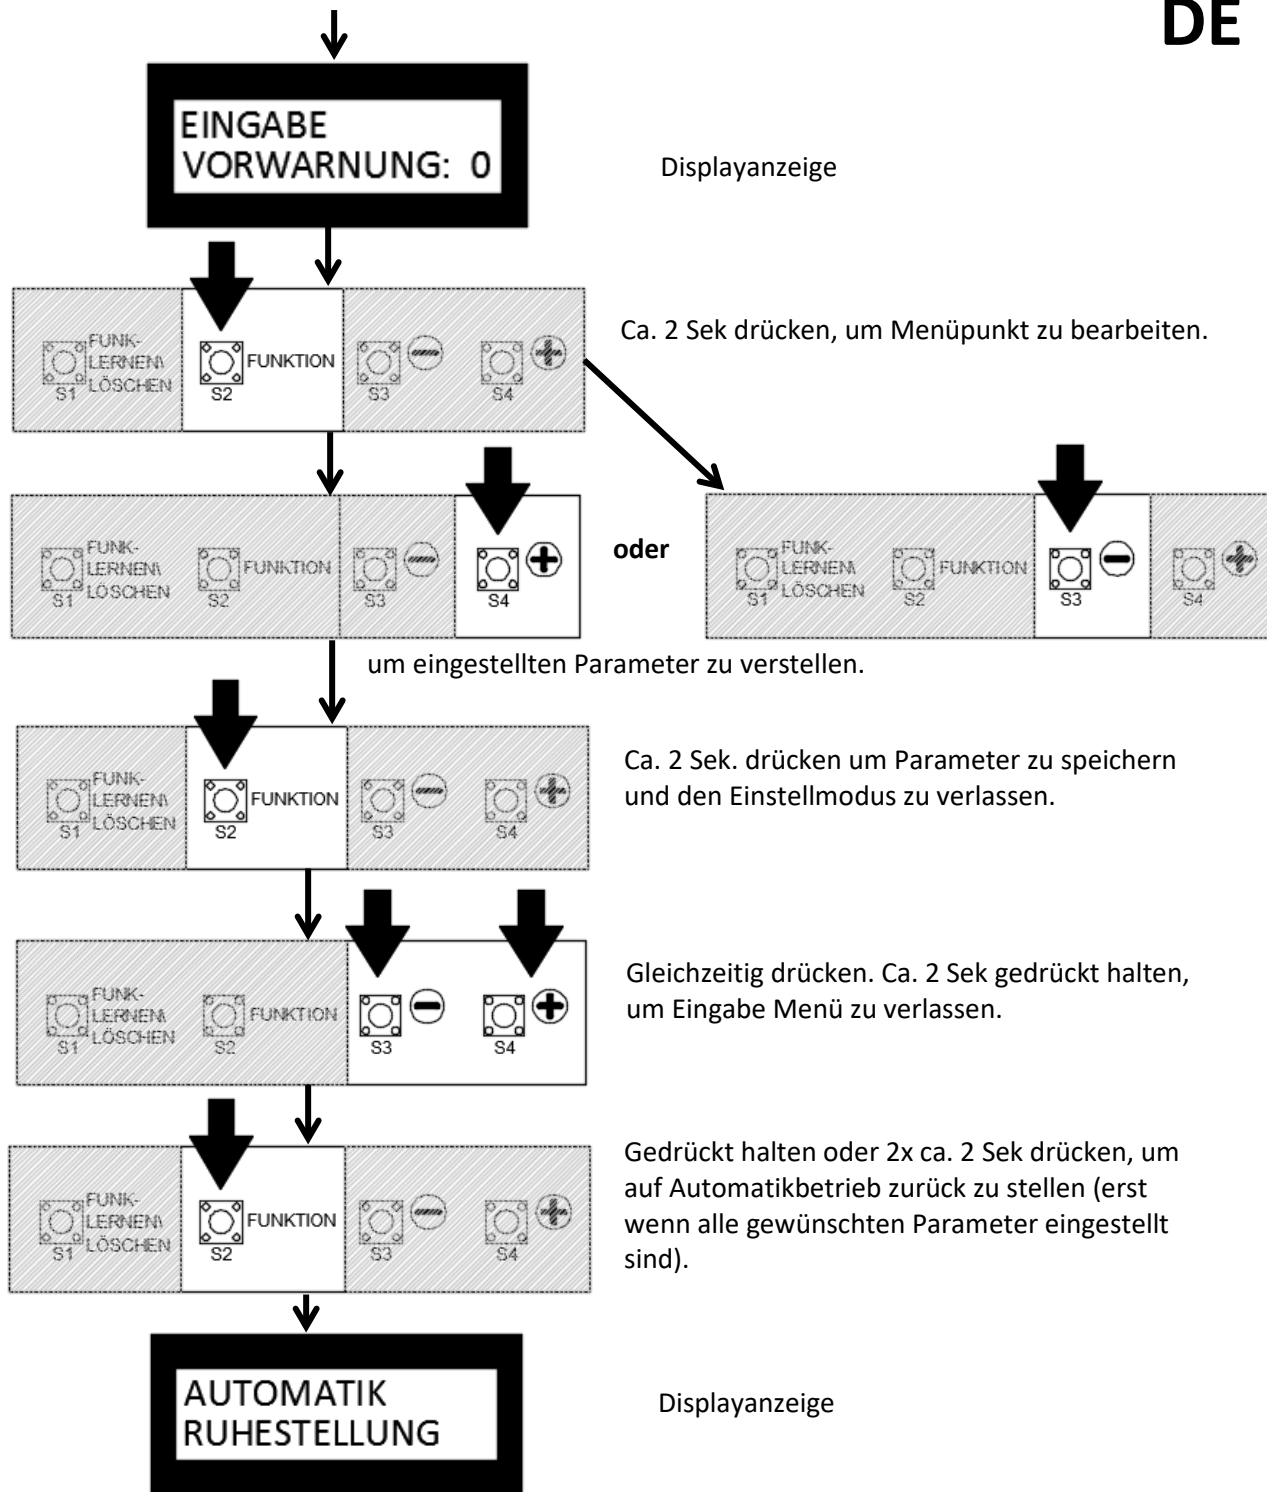 DE
EINGABE
VORWARNUNG: 0
Displayanzeige
Ca. 2 Sek drücken, um Menüpunkt zu bearbeiten.
FUNK-
LERNEN\
LÖSCHEN
S1
S2
FUNKTION
S3
S4
FUNK-
LERNEN\
LÖSCHEN
S1
S2
FUNKTION
S3
S4
oder
FUNK-
LERNEN\
LÖSCHEN
S1
S2
FUNKTION
S3
S4
um eingestellten Parameter zu verstellen.
FUNK-
LERNEN\
LÖSCHEN
S1
S2
FUNKTION
S3
S4
Ca. 2 Sek. drücken um Parameter zu speichern
und den Einstellmodus zu verlassen.
FUNK-
LERNEN\
LÖSCHEN
S1
S2
FUNKTION
S3
S4
Gleichzeitig drücken. Ca. 2 Sek gedrückt halten,
um Eingabe Menü zu verlassen.
FUNK-
LERNEN\
LÖSCHEN
S1
S2
FUNKTION
S3
S4
Gedrückt halten oder 2x ca. 2 Sek drücken, um
auf Automatikbetrieb zurück zu stellen (erst
wenn alle gewünschten Parameter eingestellt
sind).
AUTOMATIK
RUHESTELLUNG
Displayanzeige